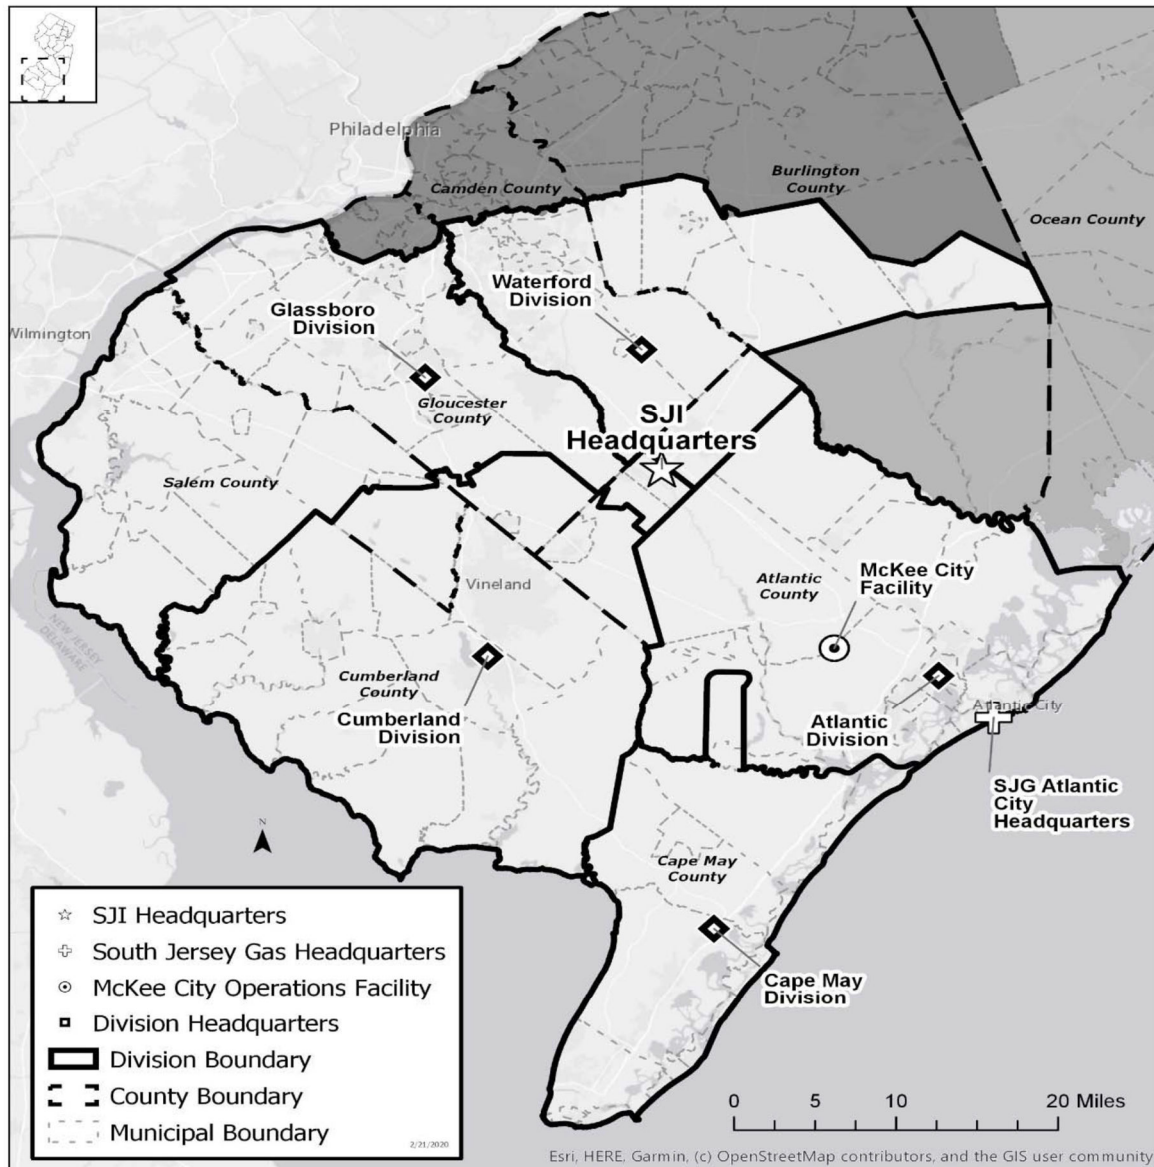 Philadelphia
Camden County
Burlington
County
Ocean County
Waterford
Division
Glassboro
Division
Wilmington
Gloucester
County
SJI
Headquarters
Salem County
McKee City
Facility
Atlantic
County
Vineland
Cumberland
County
Cumberland
Division
NEW JERSEY
DELAWARE
Atlantic
Division
Atlantic City
SJG Atlantic
City
Headquarters
N
Cape May
County
Cape May
Division
SJI Headquarters
South Jersey Gas Headquarters
McKee City Operations Facility
Division Headquarters
Division Boundary
County Boundary
Municipal Boundary
2/21/2020
0 5 10 20 Miles
Esri, HERE, Garmin, (c) OpenStreetMap contributors, and the GIS user community